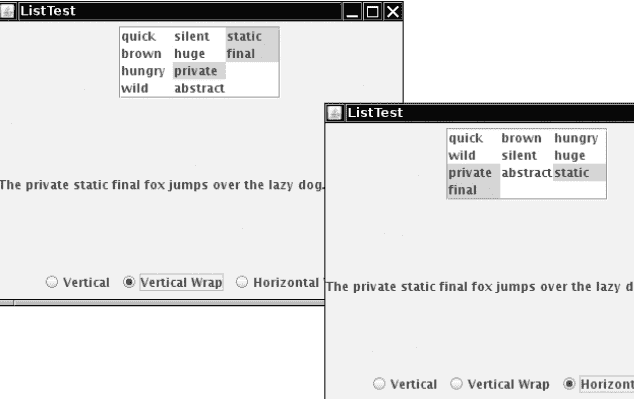 ListTest
quick silent static
brown huge final
hungry private
wild abstract
The private static final fox jumps over the lazy dog.
Vertical Vertical Wrap Horizontal
ListTest
quick brown hungry
wild silent huge
private abstract static
final
The private static final fox jumps over the lazy d
Vertical Vertical Wrap Horizont